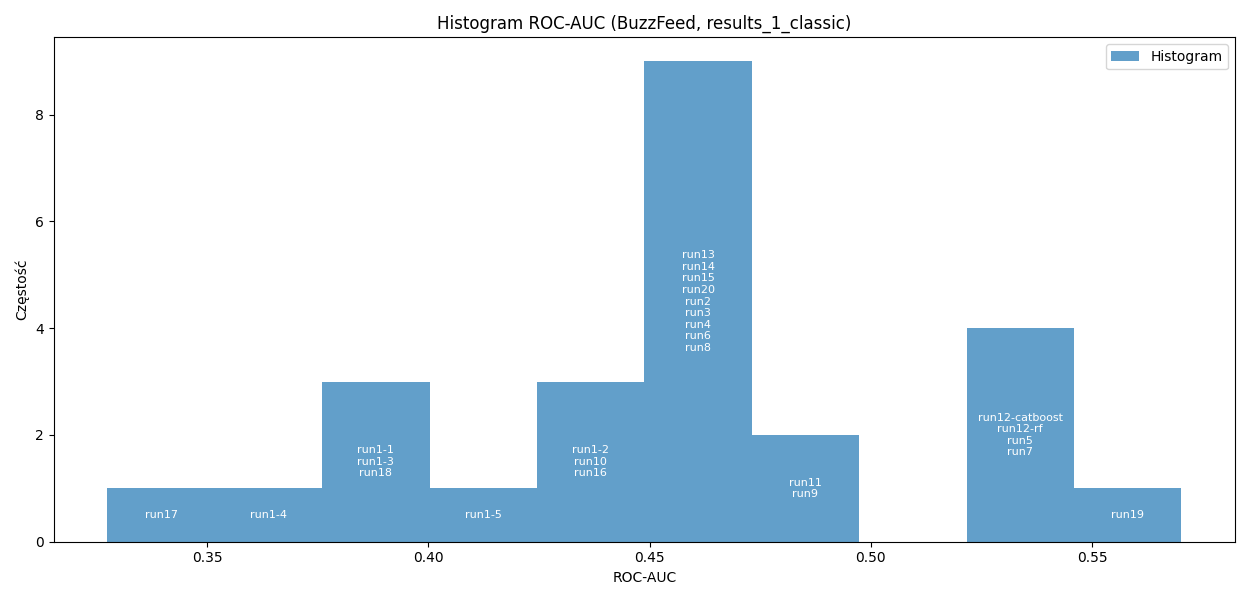 Histogram ROC-AUC (BuzzFeed, results_1_classic)
Histogram
Częstość
8
6
4
2
0
run17
run1-4
run1-1
run1-3
run18
run1-5
run1-2
run10
run16
run13
run14
run15
run20
run2
run3
run4
run6
run8
run11
run9
run12-catboost
run12-rf
run5
run7
run19
0.35
0.40
0.45
0.50
0.55
ROC-AUC